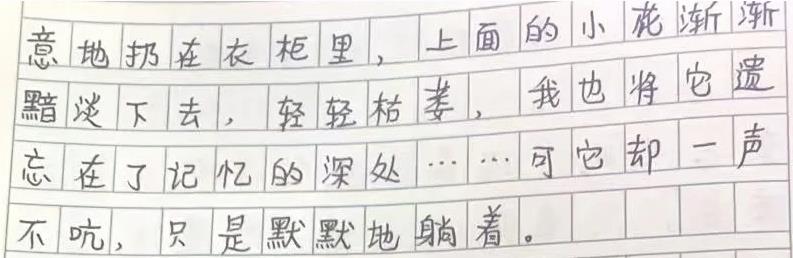 意地扔在衣柜里，上面的小花渐渐
黯淡下去，轻轻枯萎，我也将它遗
忘在了记忆的深处……可它却一声
不吭，只是默默地躺着。